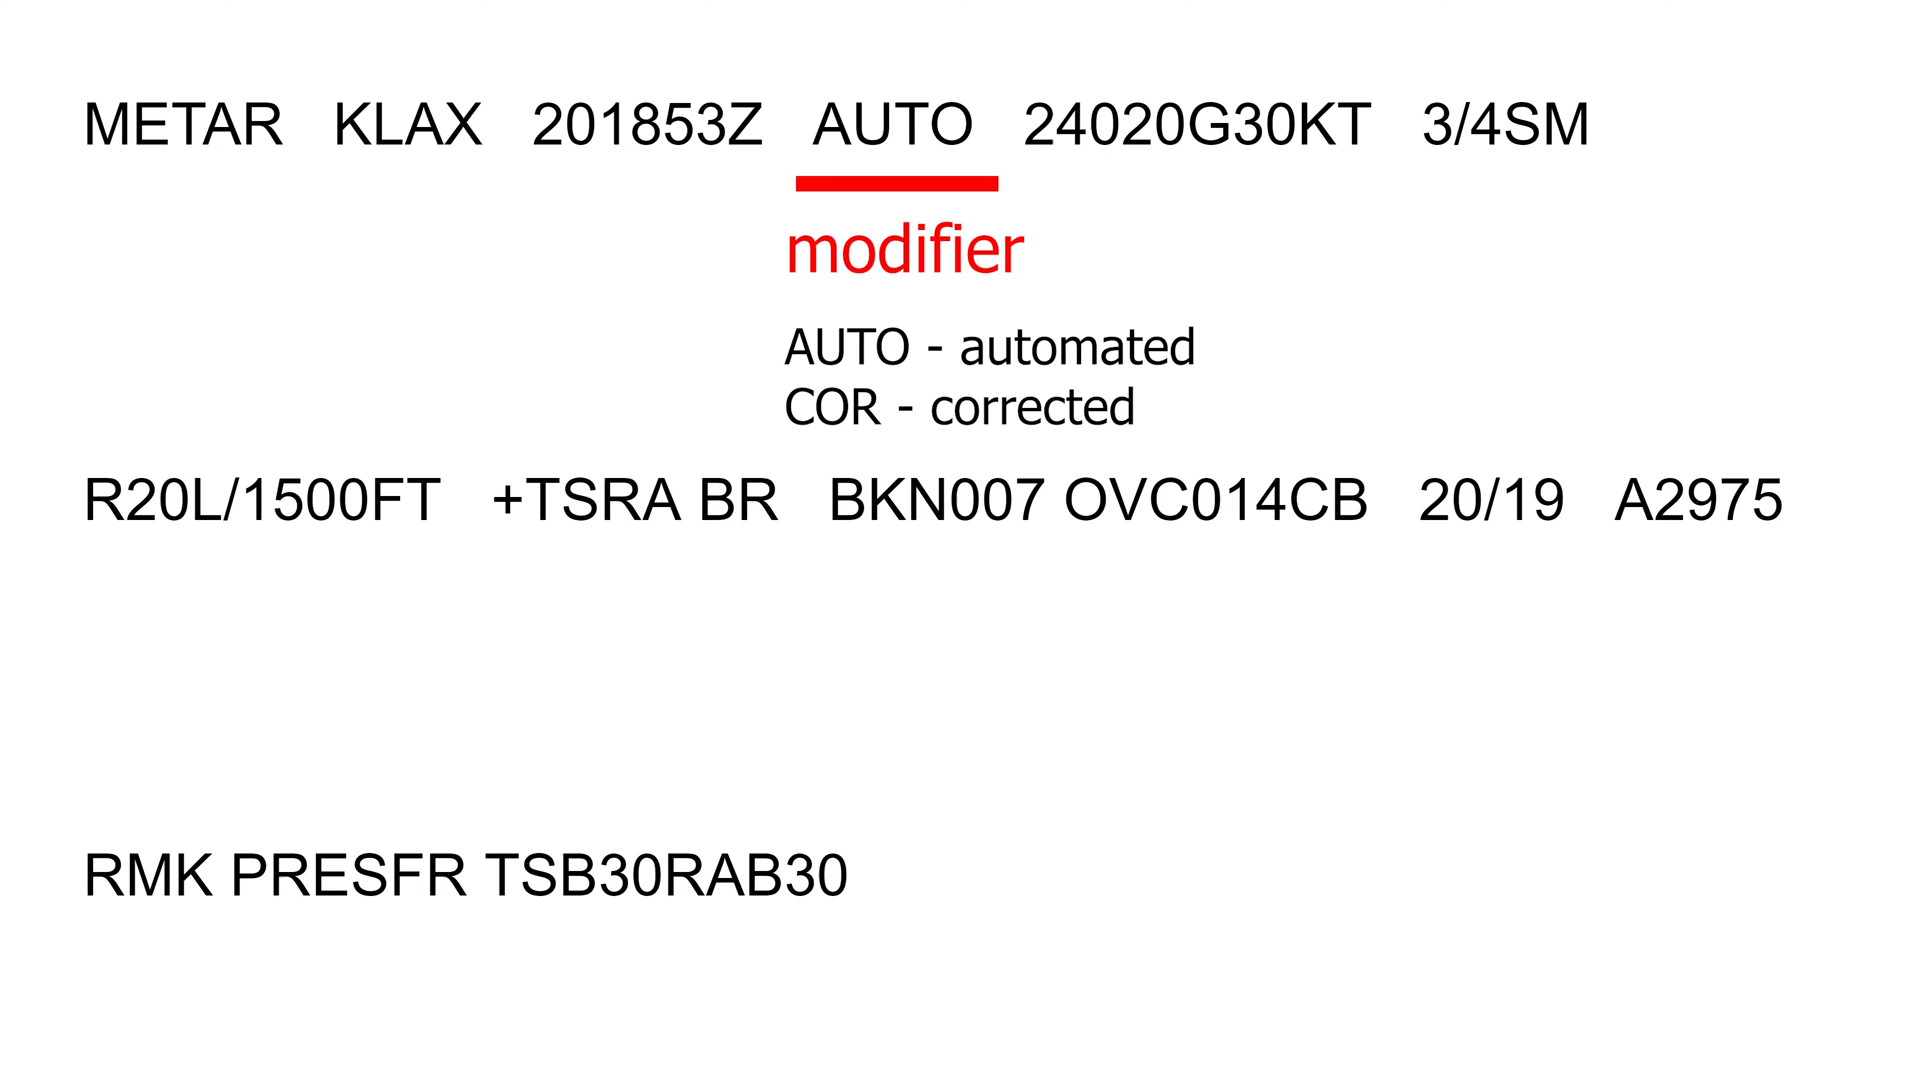 METAR KLAX 201853Z AUTO 24020G30KT 3/4SM
modifier
AUTO - automated
COR - corrected
R20L/1500FT +TSRA BR BKN007 OVC014CB 20/19 A2975
RMK PRESFR TSB30RAB30